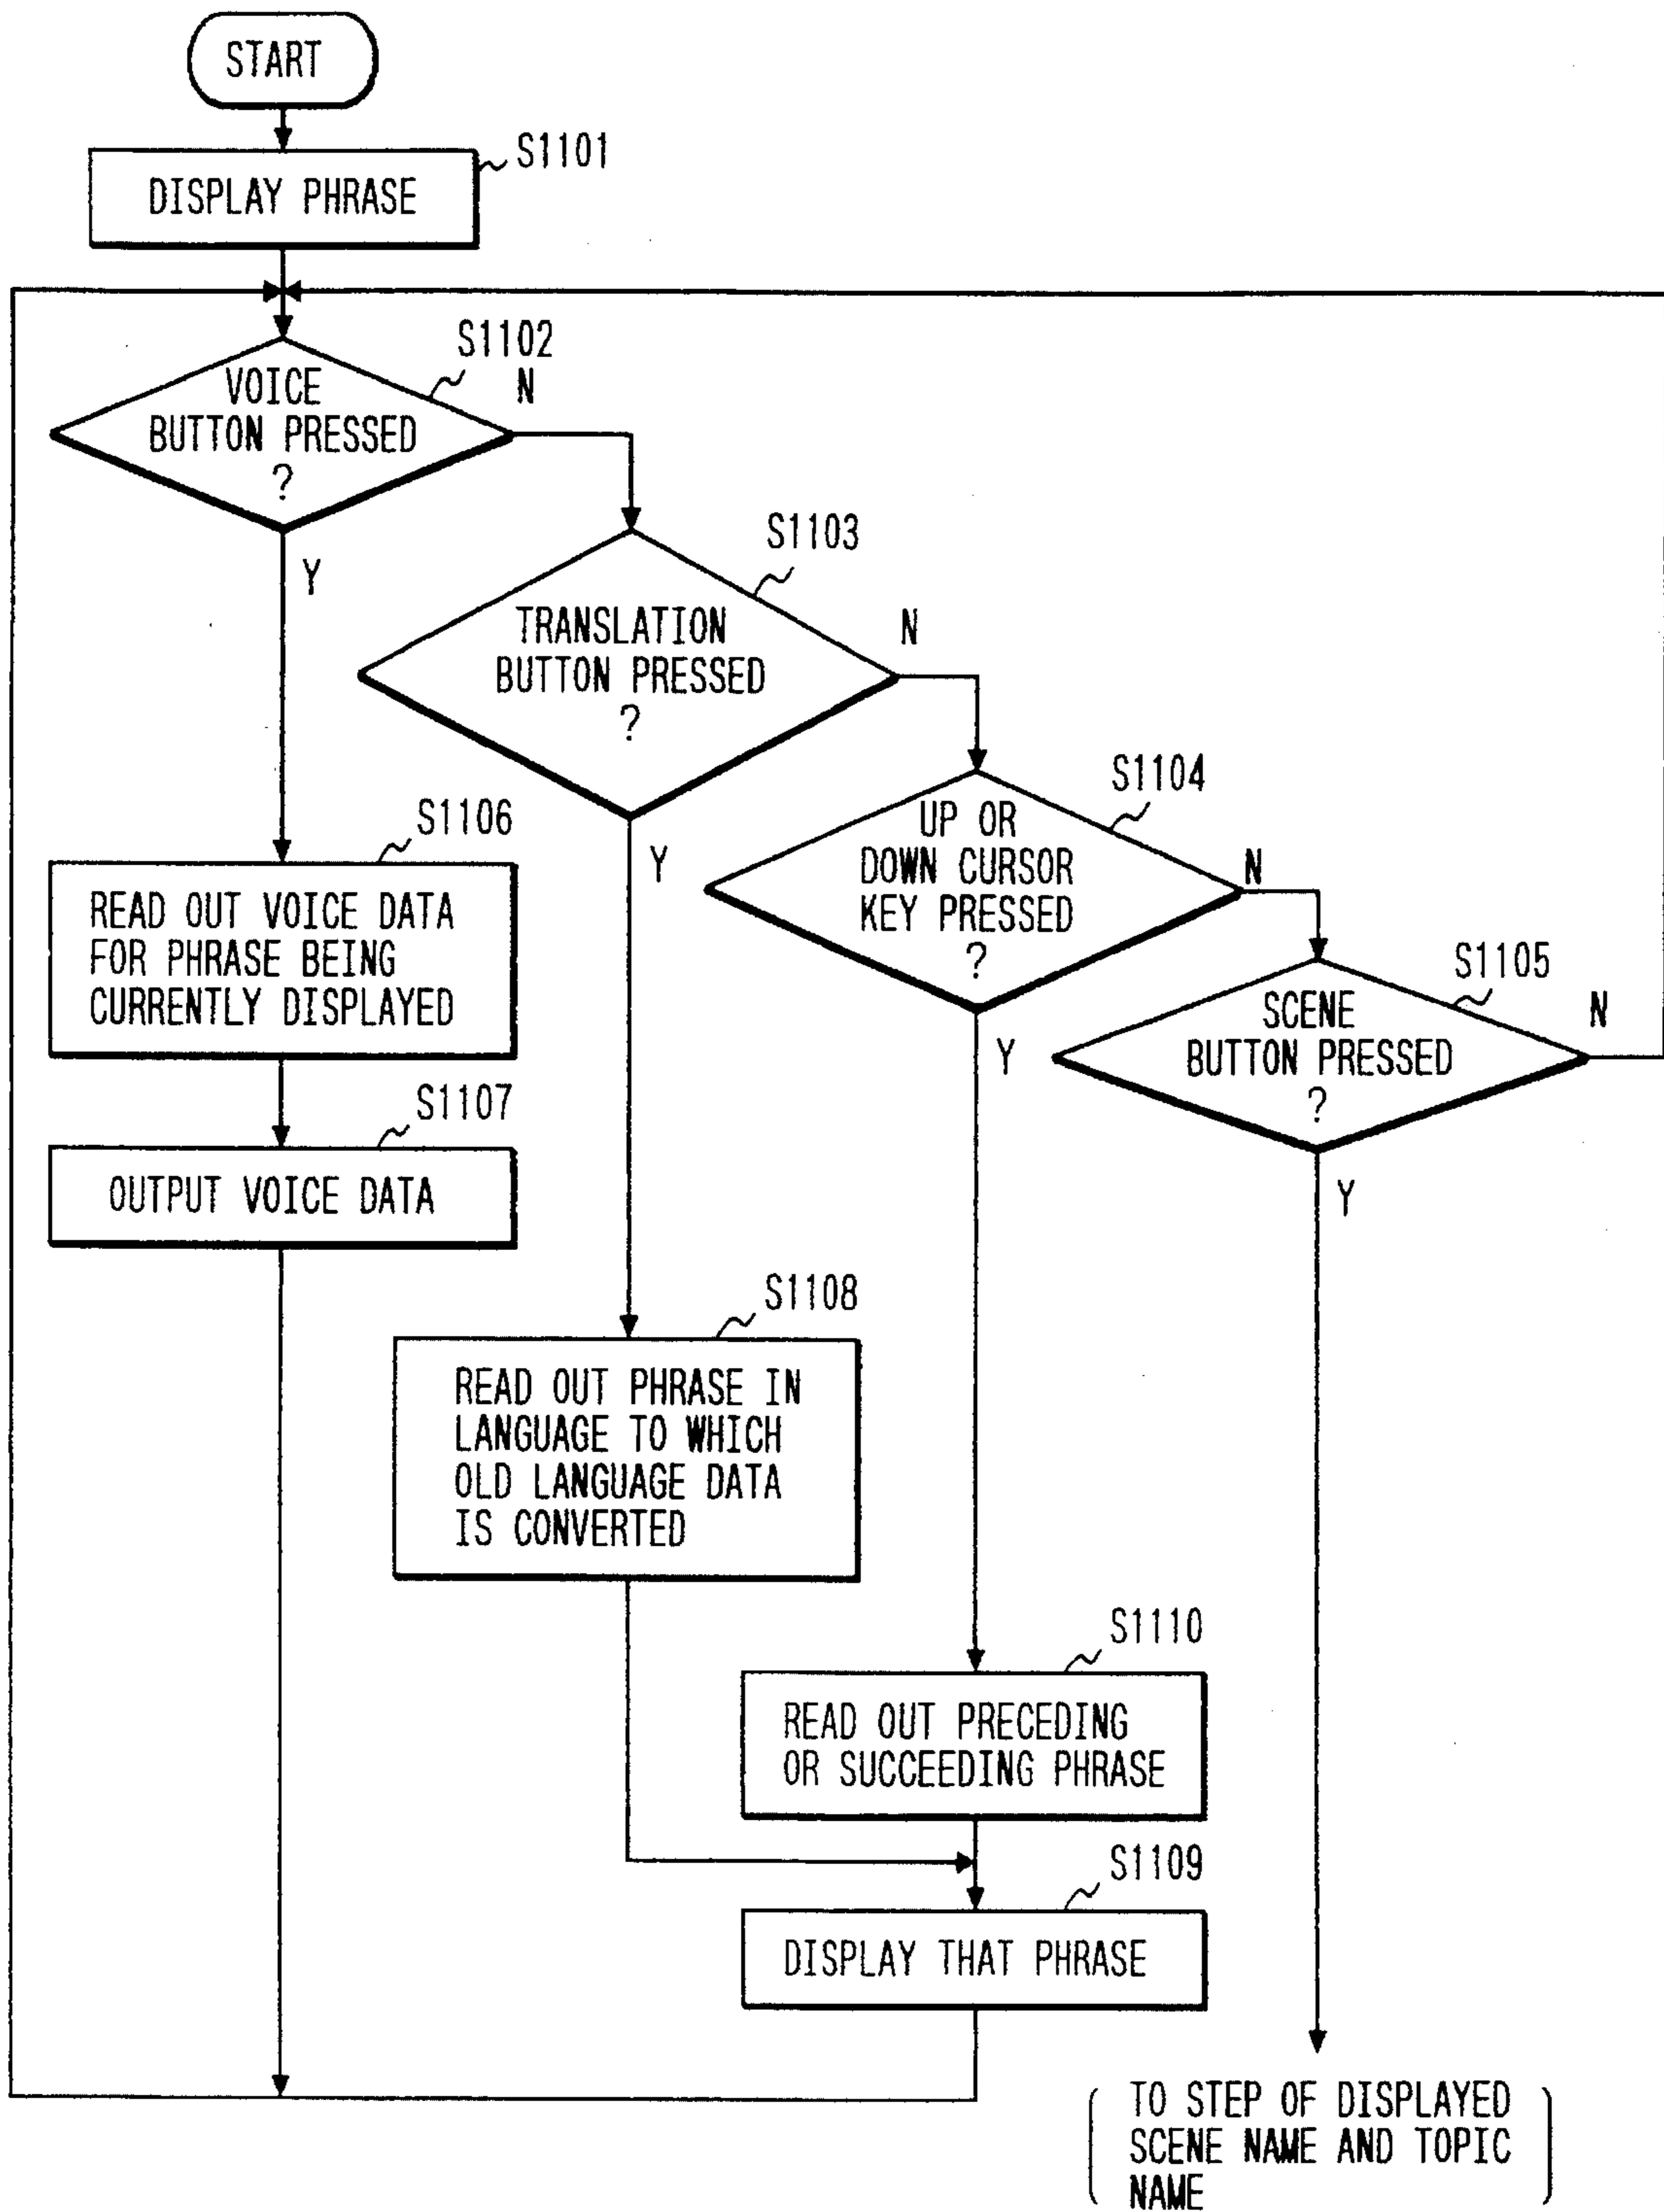 START
S1101
DISPLAY PHRASE
S1102
VOICE
BUTTON PRESSED
?
N
Y
S1103
TRANSLATION
BUTTON PRESSED
?
N
Y
S1104
UP OR
DOWN CURSOR
KEY PRESSED
?
N
Y
S1105
SCENE
BUTTON PRESSED
?
N
Y
S1106
READ OUT VOICE DATA
FOR PHRASE BEING
CURRENTLY DISPLAYED
S1107
OUTPUT VOICE DATA
S1108
READ OUT PHRASE IN
LANGUAGE TO WHICH
OLD LANGUAGE DATA
IS CONVERTED
S1110
READ OUT PRECEDING
OR SUCCEEDING PHRASE
S1109
DISPLAY THAT PHRASE
TO STEP OF DISPLAYED
SCENE NAME AND TOPIC
NAME